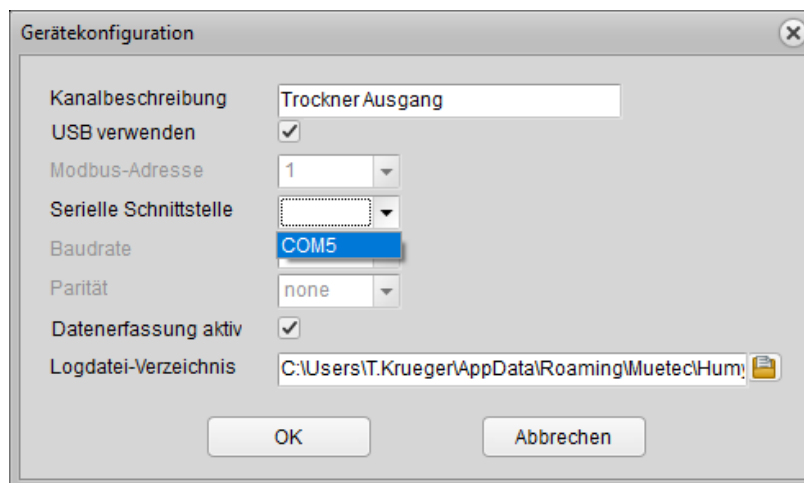 Gerätekonfiguration
Kanalbeschreibung Trockner Ausgang
USB verwenden
Modbus-Adresse 1
Serielle Schnittstelle
Baudrate COM5
Parität none
Datenerfassung aktiv
Logdatei-Verzeichnis C:\Users\T.Krueger\AppData\Roaming\Muetec\Humy
OK Abbrechen